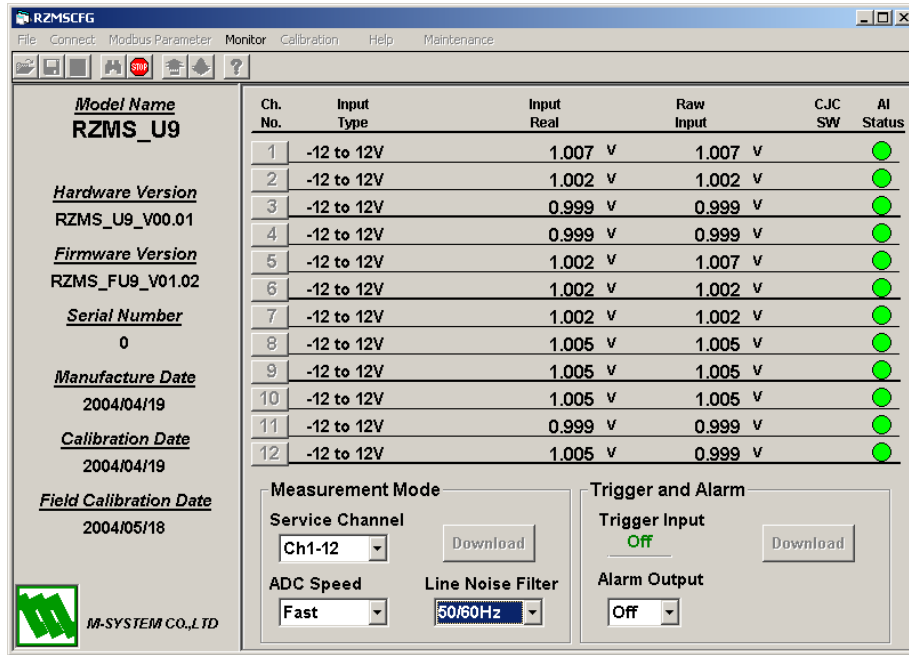 RZMSCFG
File Connect Modbus Parameter Monitor Calibration Help Maintenance
STOP ?
Model Name
RZMS_U9
Hardware Version
RZMS_U9_V00.01
Firmware Version
RZMS_FU9_V01.02
Serial Number
0
Manufacture Date
2004/04/19
Calibration Date
2004/04/19
Field Calibration Date
2004/05/18
M-SYSTEM CO.,LTD
Ch. Input Input Raw CJC AI
No. Type Real Input SW Status
1 -12 to 12V 1.007 V 1.007 V
2 -12 to 12V 1.002 V 1.002 V
3 -12 to 12V 0.999 V 0.999 V
4 -12 to 12V 0.999 V 0.999 V
5 -12 to 12V 1.002 V 1.007 V
6 -12 to 12V 1.002 V 1.002 V
7 -12 to 12V 1.002 V 1.002 V
8 -12 to 12V 1.005 V 1.005 V
9 -12 to 12V 1.005 V 1.005 V
10 -12 to 12V 1.005 V 1.005 V
11 -12 to 12V 0.999 V 0.999 V
12 -12 to 12V 1.005 V 0.999 V
Measurement Mode
Service Channel
Ch1-12 Download
ADC Speed Line Noise Filter
Fast 50/60Hz
Trigger and Alarm
Trigger Input
Off Download
Alarm Output
Off